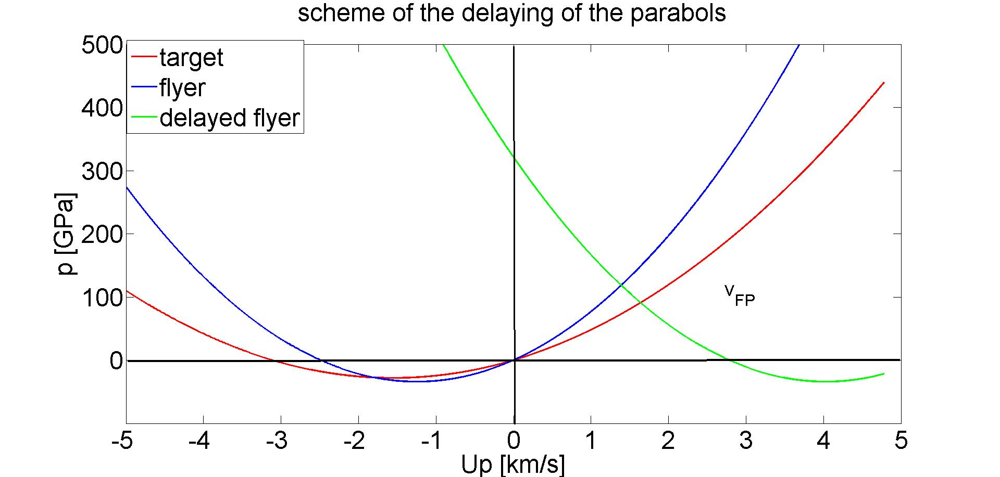 scheme of the delaying of the parabols
target
flyer
delayed flyer
500
400
300
200
100
0
p [GPa]
v_FP
-5 -4 -3 -2 -1 0 1 2 3 4 5
Up [km/s]